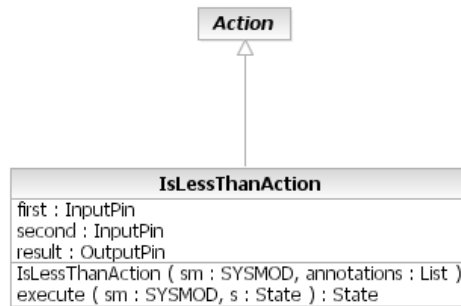 Action
IsLessThanAction
first : InputPin
second : InputPin
result : OutputPin
IsLessThanAction ( sm : SYSMOD, annotations : List )
execute ( sm : SYSMOD, s : State ) : State